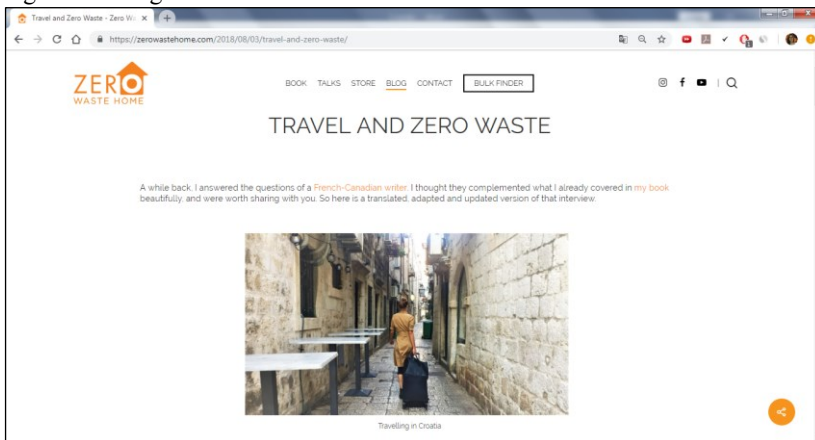 Travel and Zero Waste - Zero W
https://zerowastehome.com/2018/08/03/travel-and-zero-waste/
ZERO
WASTE HOME
BOOK TALKS STORE BLOG CONTACT BULK FINDER
TRAVEL AND ZERO WASTE
A while back, I answered the questions of a French-Canadian writer. I thought they complemented what I already covered in my book
beautifully, and were worth sharing with you. So here is a translated, adapted and updated version of that interview.
Travelling in Croatia